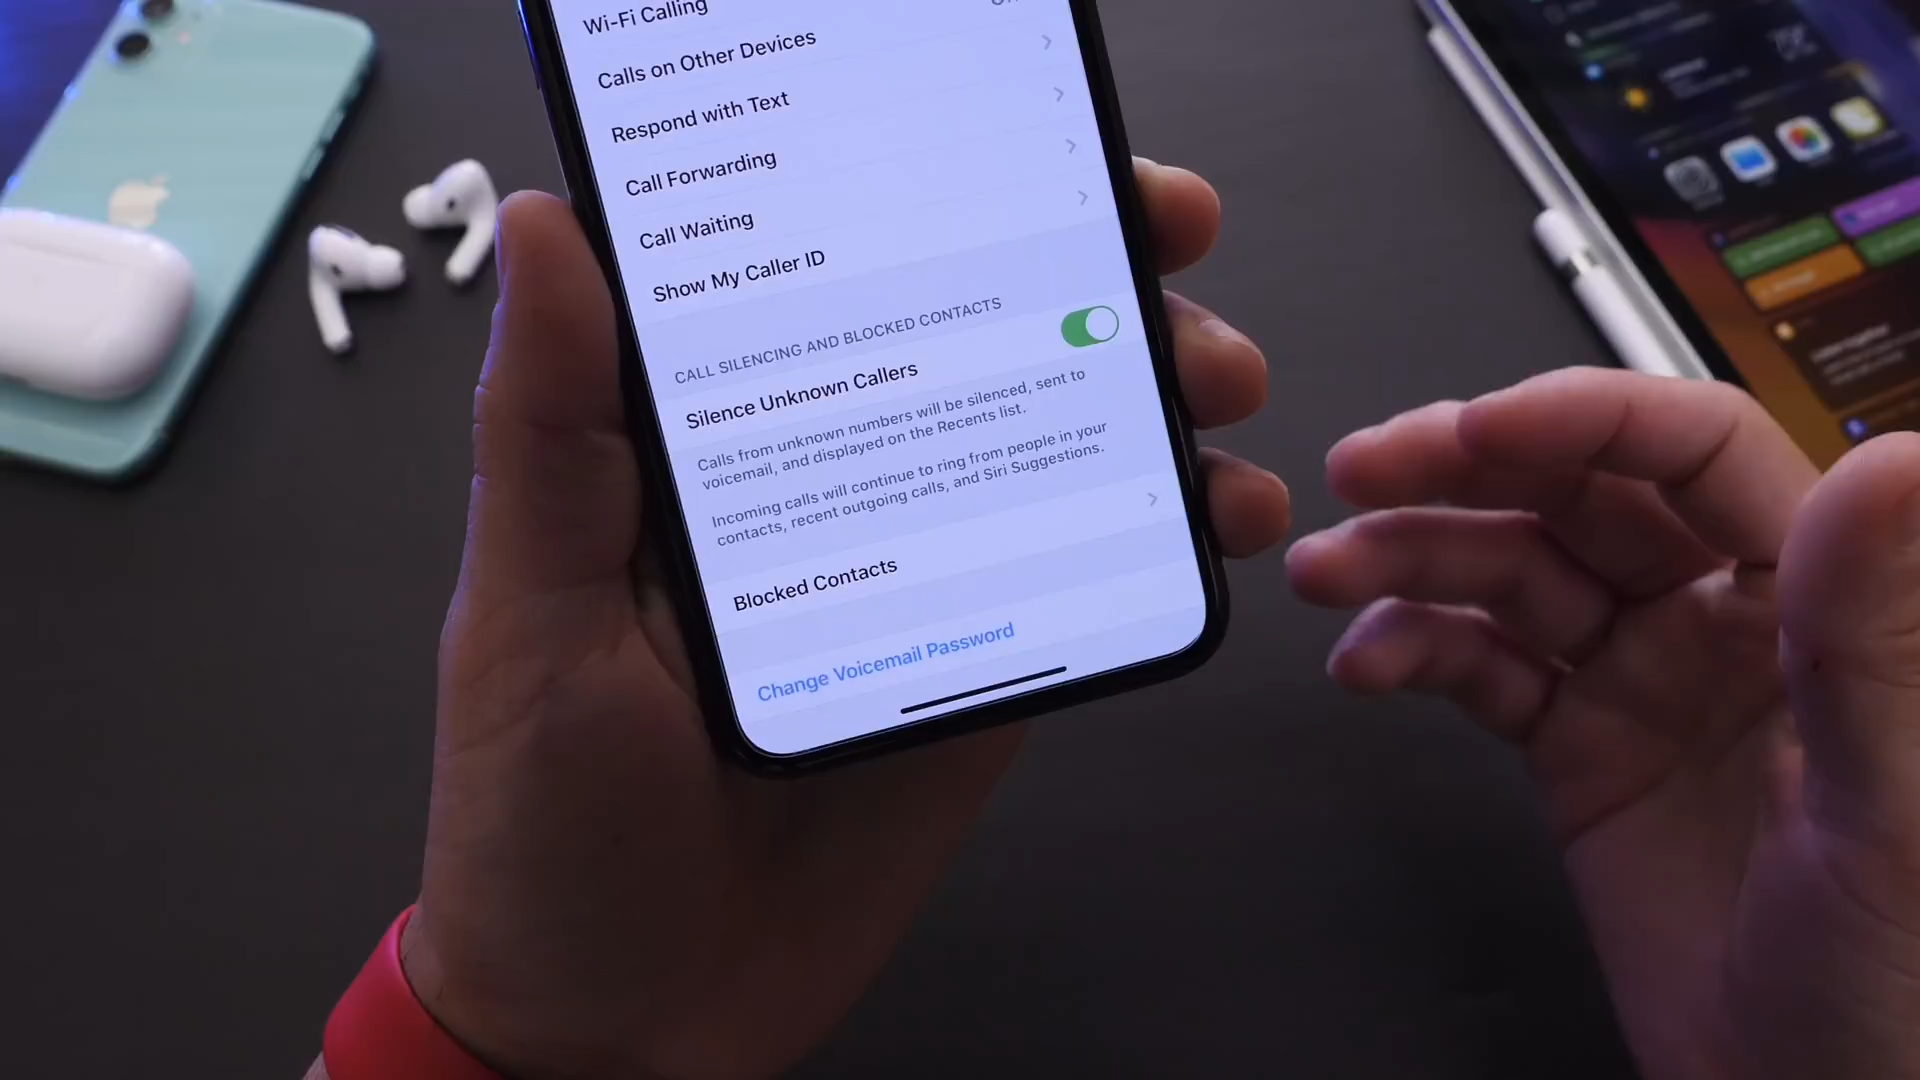 Wi-Fi Calling
Calls on Other Devices
Respond with Text
Call Forwarding
Call Waiting
Show My Caller ID
CALL SILENCING AND BLOCKED CONTACTS
Silence Unknown Callers
Calls from unknown numbers will be silenced, sent to
voicemail, and displayed on the Recents list.
Incoming calls will continue to ring from people in your
contacts, recent outgoing calls, and Siri Suggestions.
Blocked Contacts
Change Voicemail Password